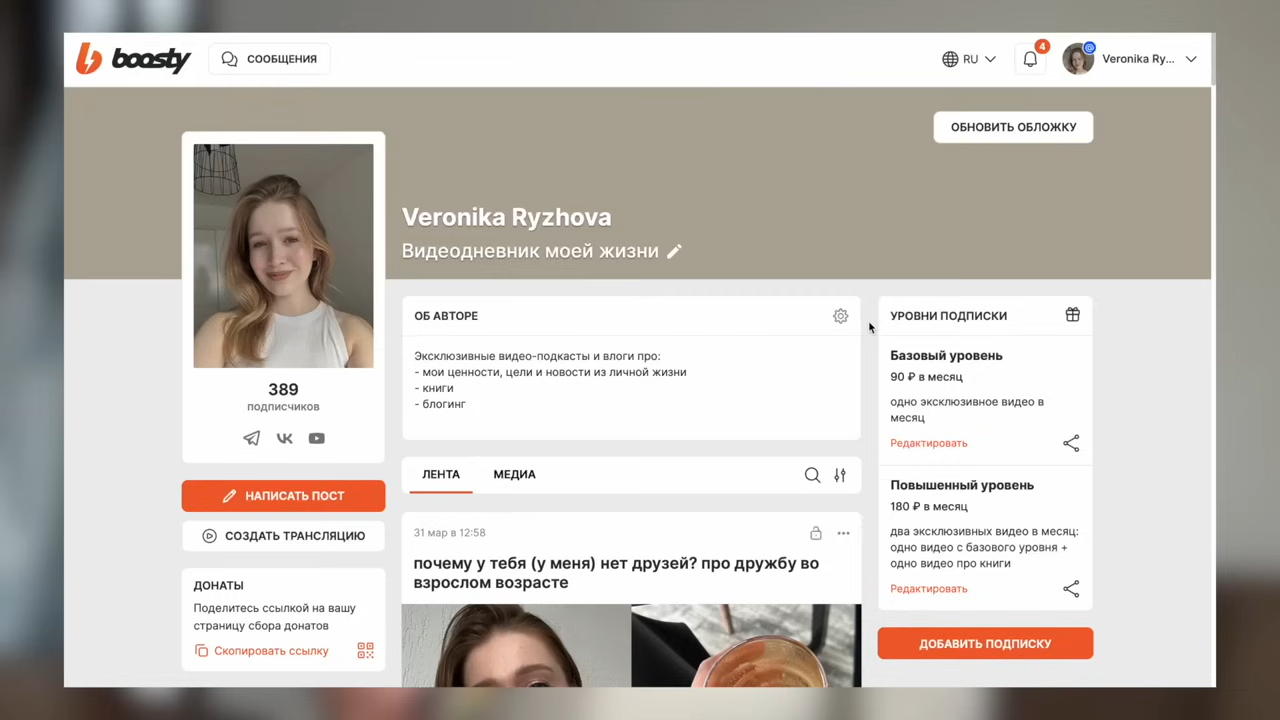 boosty
СООБЩЕНИЯ
RU
4
Veronika Ry...
ОБНОВИТЬ ОБЛОЖКУ
Veronika Ryzhova
Видеодневник моей жизни
389
подписчиков
НАПИСАТЬ ПОСТ
СОЗДАТЬ ТРАНСЛЯЦИЮ
ДОНАТЫ
Поделитесь ссылкой на вашу
страницу сбора донатов
Скопировать ссылку
ОБ АВТОРЕ
Эксклюзивные видео-подкасты и влоги про:
- мои ценности, цели и новости из личной жизни
- книги
- блогинг
ЛЕНТА
МЕДИА
31 мар в 12:58
почему у тебя (у меня) нет друзей? про дружбу во
взрослом возрасте
УРОВНИ ПОДПИСКИ
Базовый уровень
90 ₽ в месяц
одно эксклюзивное видео в
месяц
Редактировать
Повышенный уровень
180 ₽ в месяц
два эксклюзивных видео в месяц:
одно видео с базового уровня +
одно видео про книги
Редактировать
ДОБАВИТЬ ПОДПИСКУ